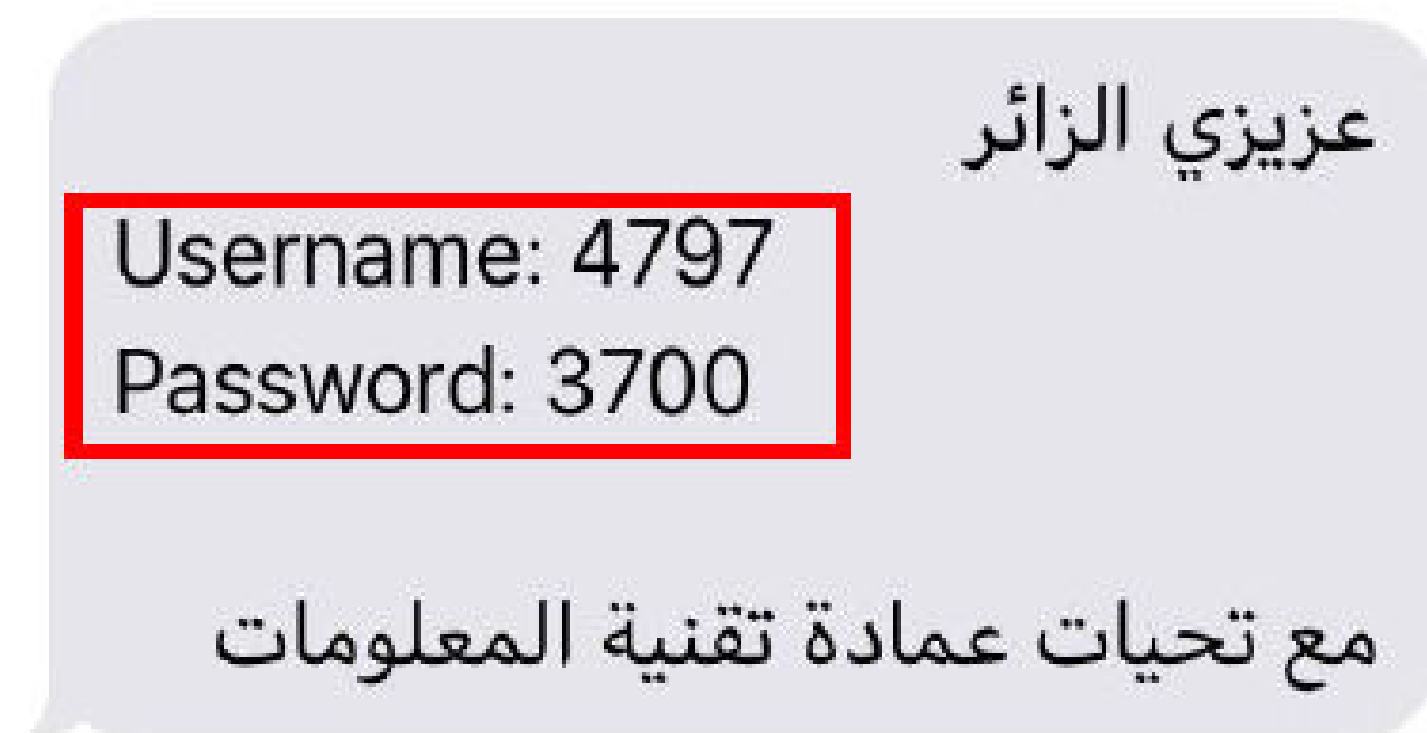 عزيزي الزائر
Username: 4797
Password: 3700
مع تحيات عمادة تقنية المعلومات